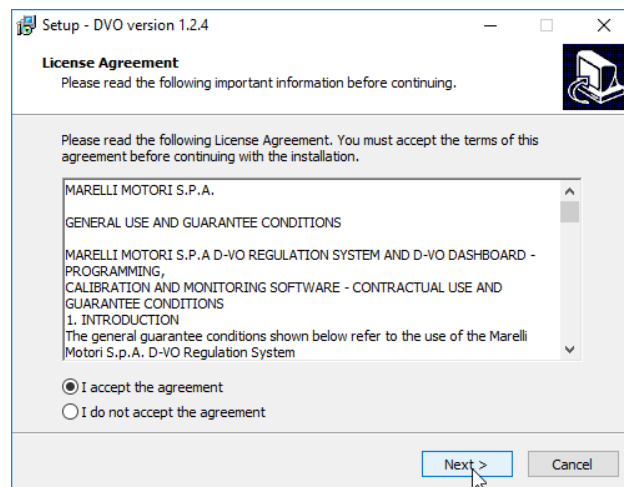 Setup - DVO version 1.2.4
License Agreement
Please read the following important information before continuing.
Please read the following License Agreement. You must accept the terms of this
agreement before continuing with the installation.
MARELLI MOTORI S.P.A.
GENERAL USE AND GUARANTEE CONDITIONS
MARELLI MOTORI S.P.A D-VO REGULATION SYSTEM AND D-VO DASHBOARD -
PROGRAMMING,
CALIBRATION AND MONITORING SOFTWARE - CONTRACTUAL USE AND
GUARANTEE CONDITIONS
1. INTRODUCTION
The general guarantee conditions shown below refer to the use of the Marelli
Motori S.p.A. D-VO Regulation System
I accept the agreement
I do not accept the agreement
Next >
Cancel